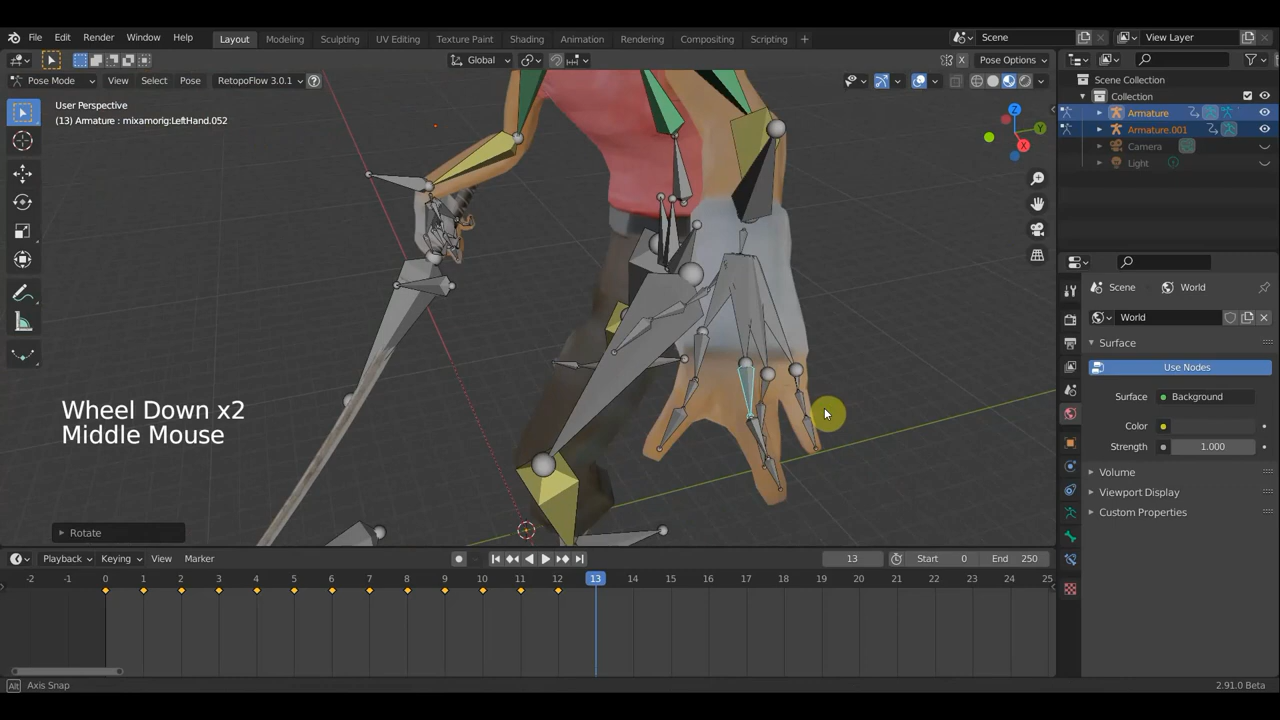 File Edit Render Window Help Layout Modeling Sculpting UV Editing Texture Paint Shading Animation Rendering Compositing Scripting + Scene View Layer
Global Pose Options
Pose Mode View Select Pose RetopoFlow 3.0.1
User Perspective
(13) Armature : mixamorig:LeftHand.052
X
Y
Z
Scene Collection
Collection
Armature
Armature.001
Camera
Light
Scene World
World
Surface
Use Nodes
Surface Background
Color
Strength 1.000
Volume
Viewport Display
Custom Properties
Wheel Down x2
Middle Mouse
Rotate
Playback Keying View Marker 13 Start 0 End 250
-2 -1 0 1 2 3 4 5 6 7 8 9 10 11 12 13 14 15 16 17 18 19 20 21 22 23 24 25
Alt Axis Snap 2.91.0 Beta